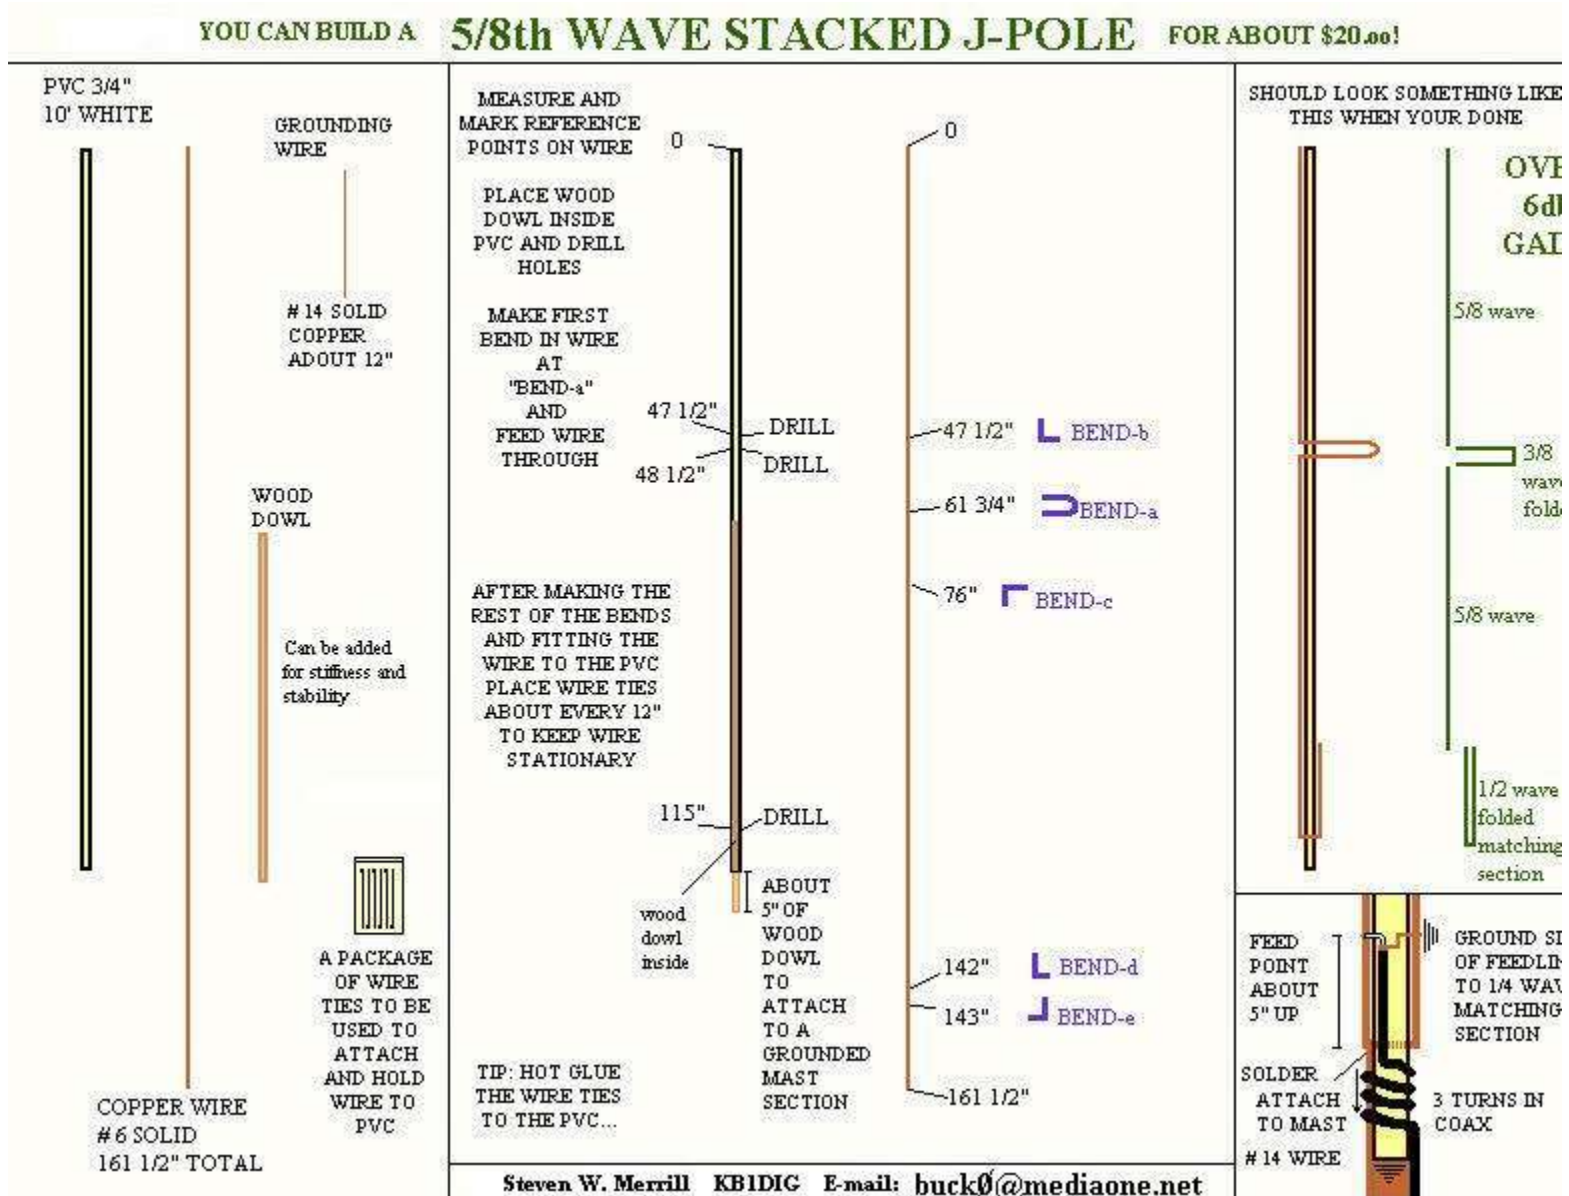 YOU CAN BUILD A 5/8th WAVE STACKED J-POLE FOR ABOUT $20.oo!
PVC 3/4"
10' WHITE
GROUNDING
WIRE
# 14 SOLID
COPPER
ADOUT 12"
WOOD
DOWL
Can be added
for stiffness and
stability
A PACKAGE
OF WIRE
TIES TO BE
USED TO
ATTACH
AND HOLD
WIRE TO
PVC
COPPER WIRE
# 6 SOLID
161 1/2" TOTAL
MEASURE AND
MARK REFERENCE
POINTS ON WIRE
PLACE WOOD
DOWL INSIDE
PVC AND DRILL
HOLES
MAKE FIRST
BEND IN WIRE
AT
"BEND-a"
AND
FEED WIRE
THROUGH
AFTER MAKING THE
REST OF THE BENDS
AND FITTING THE
WIRE TO THE PVC
PLACE WIRE TIES
ABOUT EVERY 12"
TO KEEP WIRE
STATIONARY
TIP: HOT GLUE
THE WIRE TIES
TO THE PVC...
0
47 1/2"
DRILL
48 1/2"
DRILL
115"
DRILL
wood
dowl
inside
ABOUT
5" OF
WOOD
DOWL
TO
ATTACH
TO A
GROUNDED
MAST
SECTION
0
47 1/2" BEND-b
61 3/4" BEND-a
76" BEND-c
142" BEND-d
143" BEND-e
161 1/2"
Steven W. Merrill KB1DIG E-mail: buck0@mediaone.net
SHOULD LOOK SOMETHING LIKE
THIS WHEN YOUR DONE
5/8 wave
3/8
5/8 wave
1/2 wave
folded
matching
section
FEED
POINT
ABOUT
5" UP
GROUND
OF
TO 1/4
MATCHING
SECTION
SOLDER
ATTACH
TO MAST
# 14 WIRE
3 TURNS IN
COAX